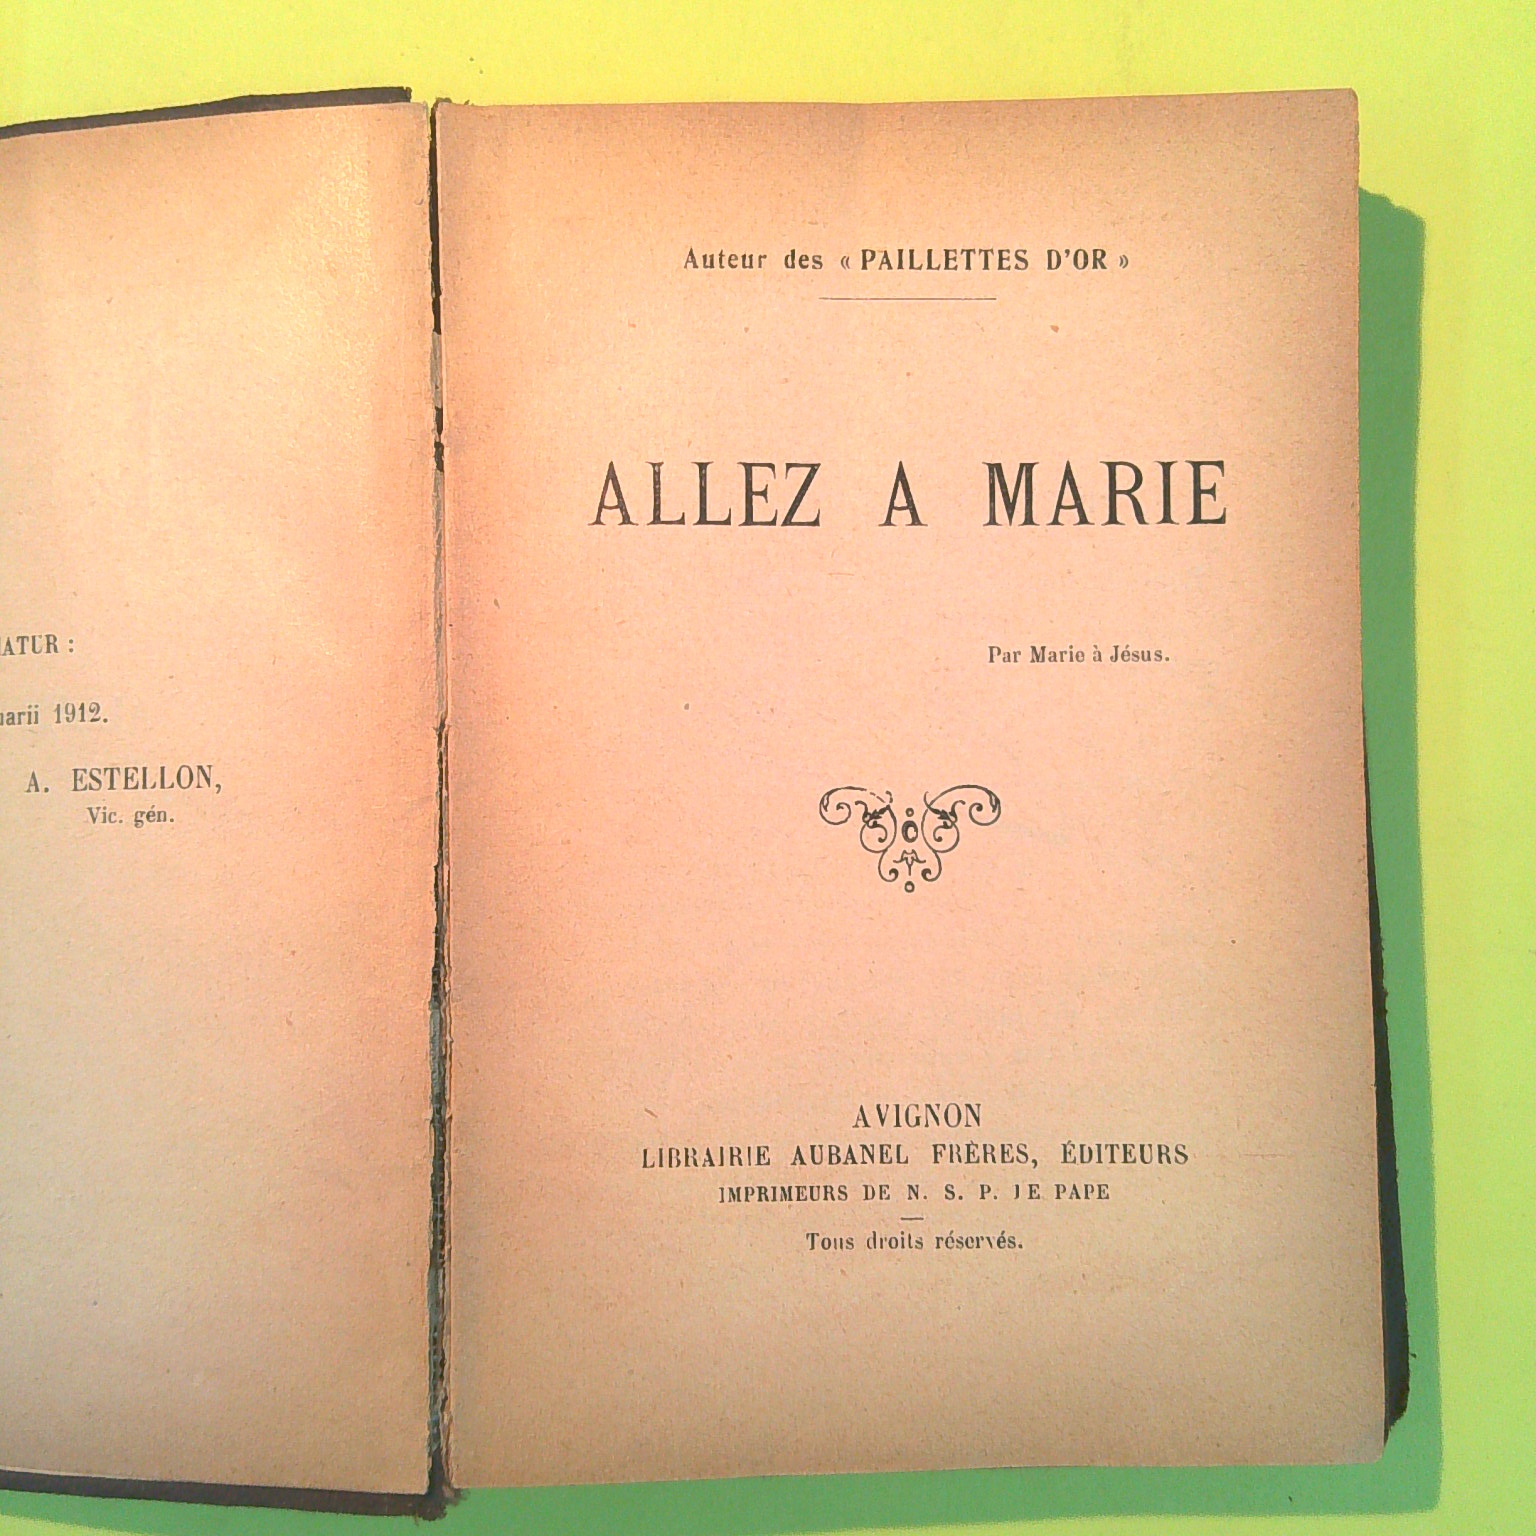 ATUR :
arii 1912.
A. ESTELLON,
Vic. gén.
Auteur des « PAILLETTES D'OR »
ALLEZ A MARIE
Par Marie à Jésus.
AVIGNON
LIBRAIRIE AUBANEL FRÈRES, ÉDITEURS
IMPRIMEURS DE N. S. P. LE PAPE
Tous droits réservés.